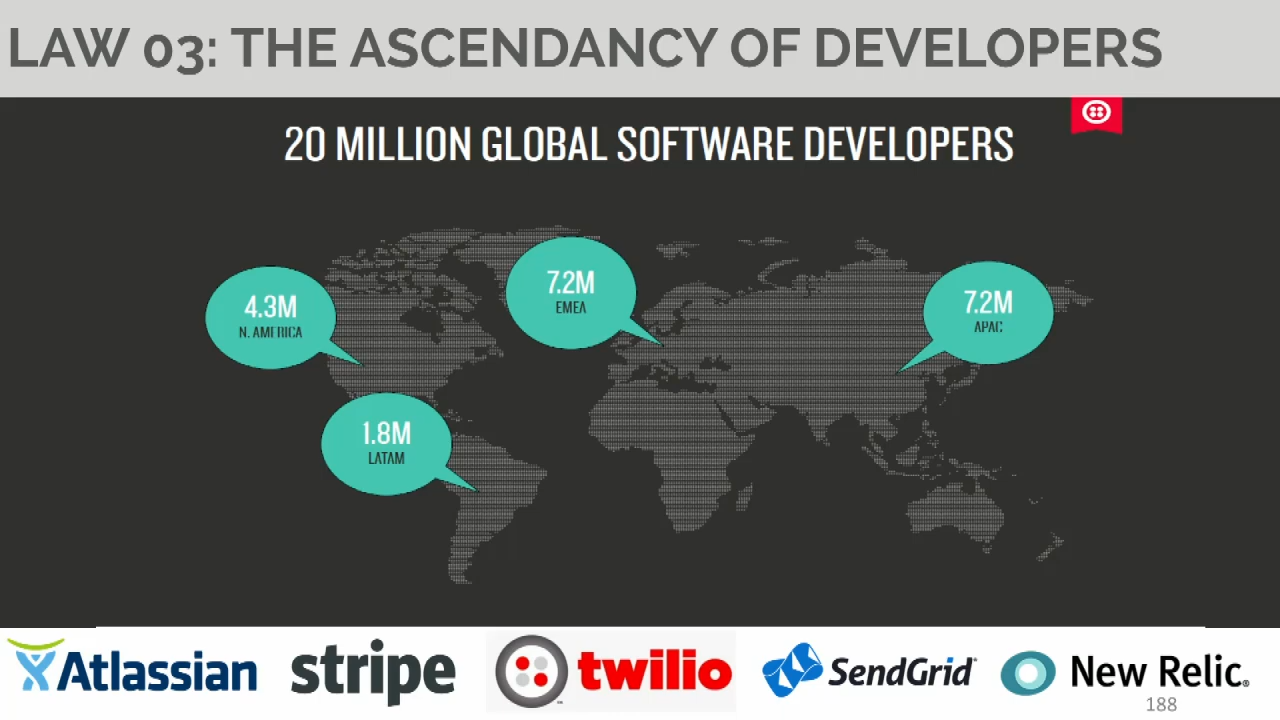 LAW 03: THE ASCENDANCY OF DEVELOPERS
20 MILLION GLOBAL SOFTWARE DEVELOPERS
4.3M
N. AMERICA
7.2M
EMEA
7.2M
APAC
1.8M
LATAM
Atlassian
stripe
twilio
SendGrid
New Relic®
188